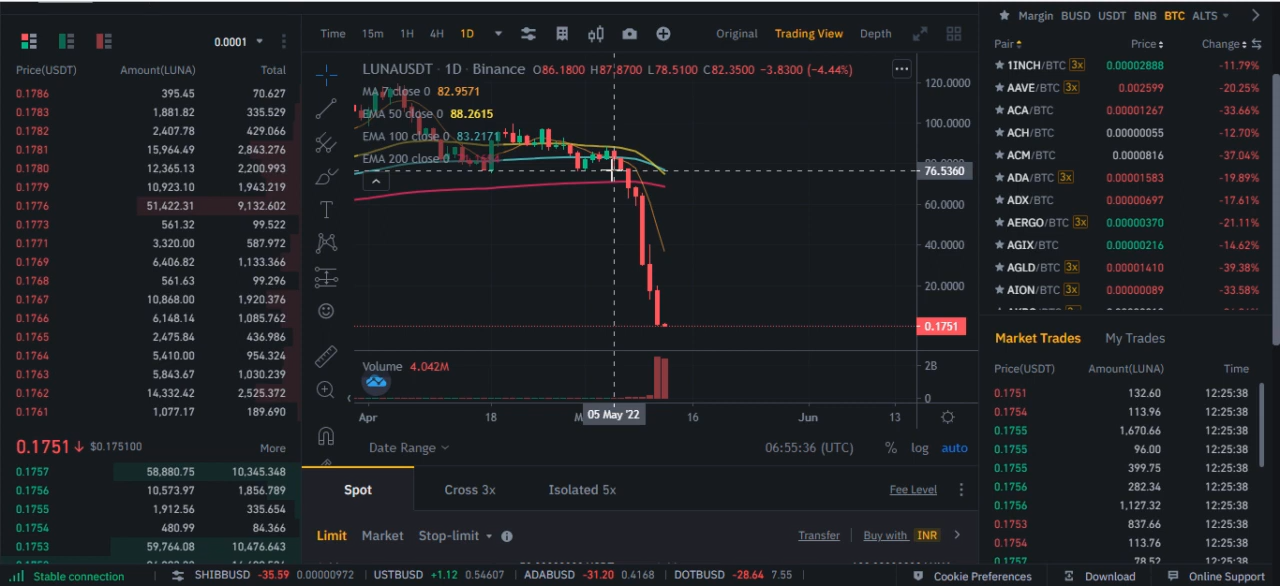 0.0001
Price(USDT) Amount(LUNA) Total
0.1786 395.45 70.627
0.1783 1,881.82 335.529
0.1782 2,407.78 429.066
0.1781 15,964.49 2,843.276
0.1780 12,365.13 2,200.993
0.1779 10,923.10 1,943.219
0.1776 51,422.31 9,132.602
0.1773 561.32 99.522
0.1771 3,320.00 587.972
0.1769 6,406.82 1,133.366
0.1768 561.63 99.296
0.1767 10,868.00 1,920.376
0.1766 6,148.14 1,085.762
0.1765 2,475.84 436.986
0.1764 5,410.00 954.324
0.1763 5,843.67 1,030.239
0.1762 14,332.42 2,525.372
0.1761 1,077.17 189.690
0.1751 $0.175100 More
0.1757 58,880.75 10,345.348
0.1756 10,573.97 1,856.789
0.1755 1,912.56 335.654
0.1754 480.99 84.366
0.1753 59,764.08 10,476.643
Time 15m 1H 4H 1D Original Trading View Depth
LUNAUSDT · 1D · Binance O86.1800 H87.8700 L78.5100 C82.3500 -3.8300 (-4.44%)
MA 7 close 0 82.9571
EMA 50 close 0 88.2615
EMA 100 close 0 83.2171
EMA 200 close 0
120.0000
100.0000
80.0000
76.5360
60.0000
40.0000
20.0000
0.1751
Volume 4.042M
28
0
Apr 18 05 May '22 16 Jun 13
Date Range 06:55:36 (UTC) % log auto
Spot Cross 3x Isolated 5x Fee Level
Limit Market Stop-limit Transfer Buy with INR
Margin BUSD USDT BNB BTC ALTS
Pair Price Change
1INCH/BTC 3x 0.00002888 -11.79%
AAVE/BTC 3x 0.002599 -20.25%
ACA/BTC 0.00001267 -33.66%
ACH/BTC 0.00000055 -12.70%
ACM/BTC 0.0000816 -37.04%
ADA/BTC 3x 0.00001583 -19.89%
ADX/BTC 0.00000697 -17.61%
AERGO/BTC 3x 0.00000370 -21.11%
AGIX/BTC 0.00000216 -14.62%
AGLD/BTC 3x 0.00001410 -39.38%
AION/BTC 3x 0.00000089 -33.58%
Market Trades My Trades
Price(USDT) Amount(LUNA) Time
0.1751 132.60 12:25:38
0.1754 113.96 12:25:38
0.1755 1,670.66 12:25:38
0.1755 96.00 12:25:38
0.1755 399.75 12:25:38
0.1756 282.34 12:25:38
0.1756 1,127.32 12:25:38
0.1753 837.66 12:25:38
0.1754 113.76 12:25:38
0.1757 78.52 12:25:38
Stable connection SHIBBUSD -35.59 0.00000972 USTBUSD +1.12 0.54607 ADABUSD -31.20 0.4168 DOTBUSD -28.64 7.55 Cookie Preferences Download Online Support